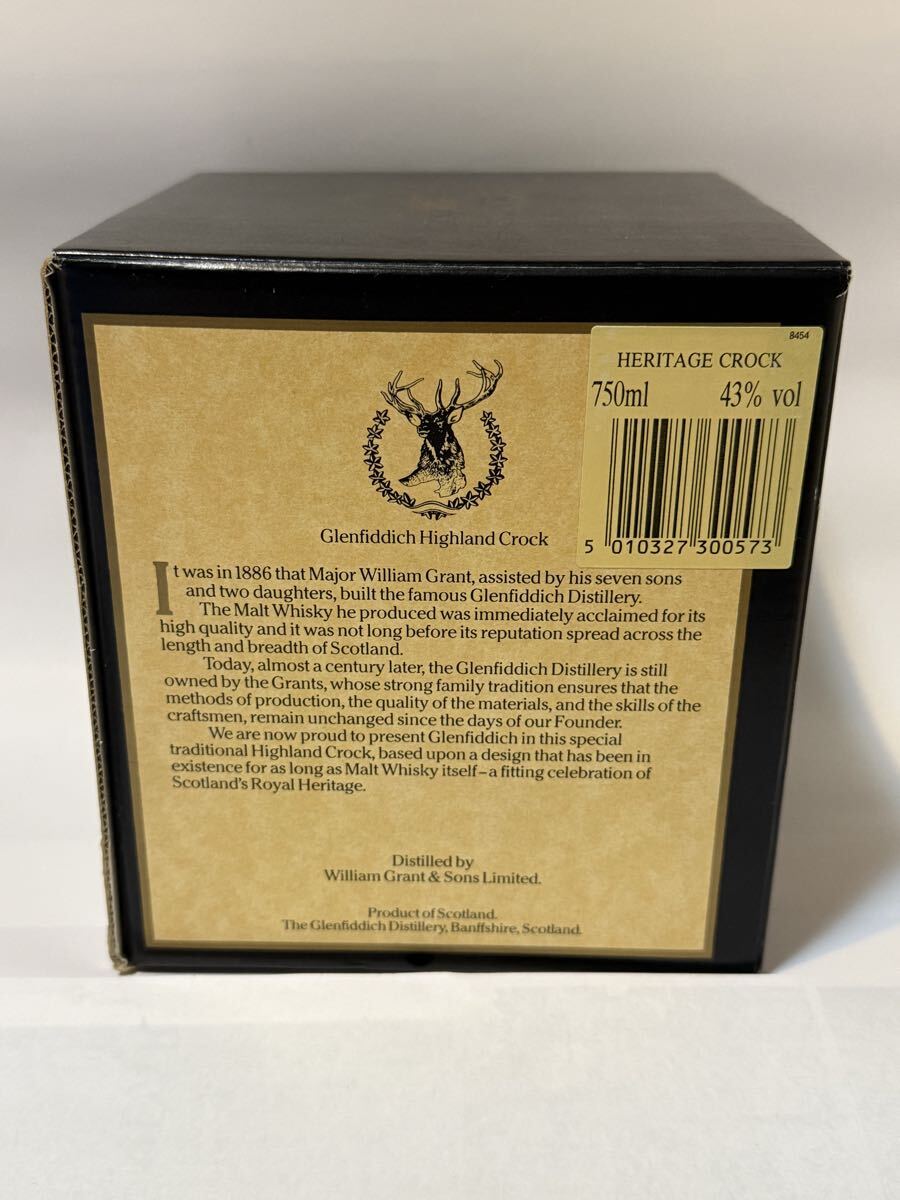 8454
HERITAGE CROCK
750ml 43% vol
5 010327 300573
Glenfiddich Highland Crock
It was in 1886 that Major William Grant, assisted by his seven sons
and two daughters, built the famous Glenfiddich Distillery.
The Malt Whisky he produced was immediately acclaimed for its
high quality and it was not long before its reputation spread across the
length and breadth of Scotland.
Today, almost a century later, the Glenfiddich Distillery is still
owned by the Grants, whose strong family tradition ensures that the
methods of production, the quality of the materials, and the skills of the
craftsmen, remain unchanged since the days of our Founder.
We are now proud to present Glenfiddich in this special
traditional Highland Crock, based upon a design that has been in
existence for as long as Malt Whisky itself–a fitting celebration of
Scotland's Royal Heritage.
Distilled by
William Grant & Sons Limited.
Product of Scotland.
The Glenfiddich Distillery, Banffshire, Scotland.